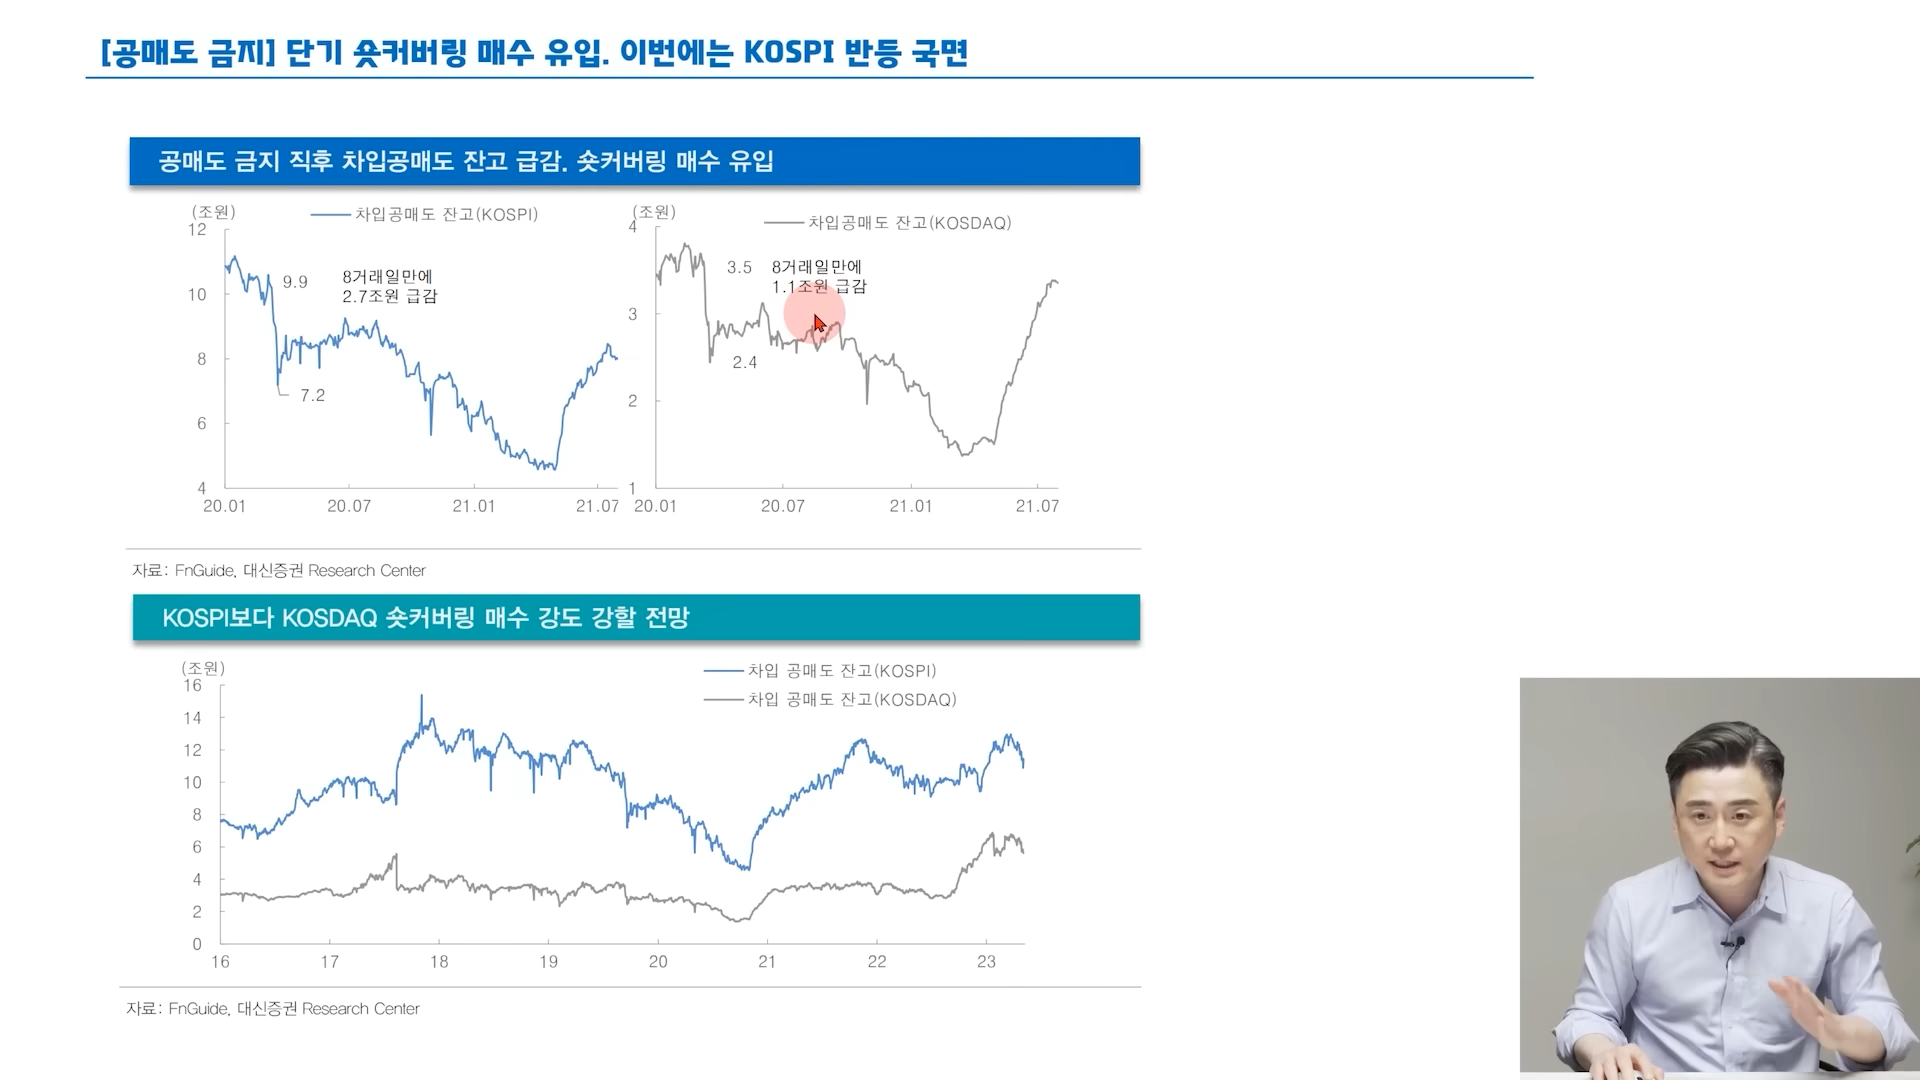 [공매도 금지] 단기 숏커버링 매수 유입. 이번에는 KOSPI 반등 국면
공매도 금지 직후 차입공매도 잔고 급감. 숏커버링 매수 유입
(조원)
차입공매도 잔고(KOSPI)
12
10
8
6
4
9.9
8거래일만에
2.7조원 급감
7.2
20.01
20.07
21.01
21.07
(조원)
차입공매도 잔고(KOSDAQ)
4
3
2
1
3.5
8거래일만에
1.1조원 급감
2.4
20.01
20.07
21.01
21.07
자료: FnGuide, 대신증권 Research Center
KOSPI보다 KOSDAQ 숏커버링 매수 강도 강할 전망
(조원)
차입 공매도 잔고(KOSPI)
차입 공매도 잔고(KOSDAQ)
16
14
12
10
8
6
4
2
0
16
17
18
19
20
21
22
23
자료: FnGuide, 대신증권 Research Center